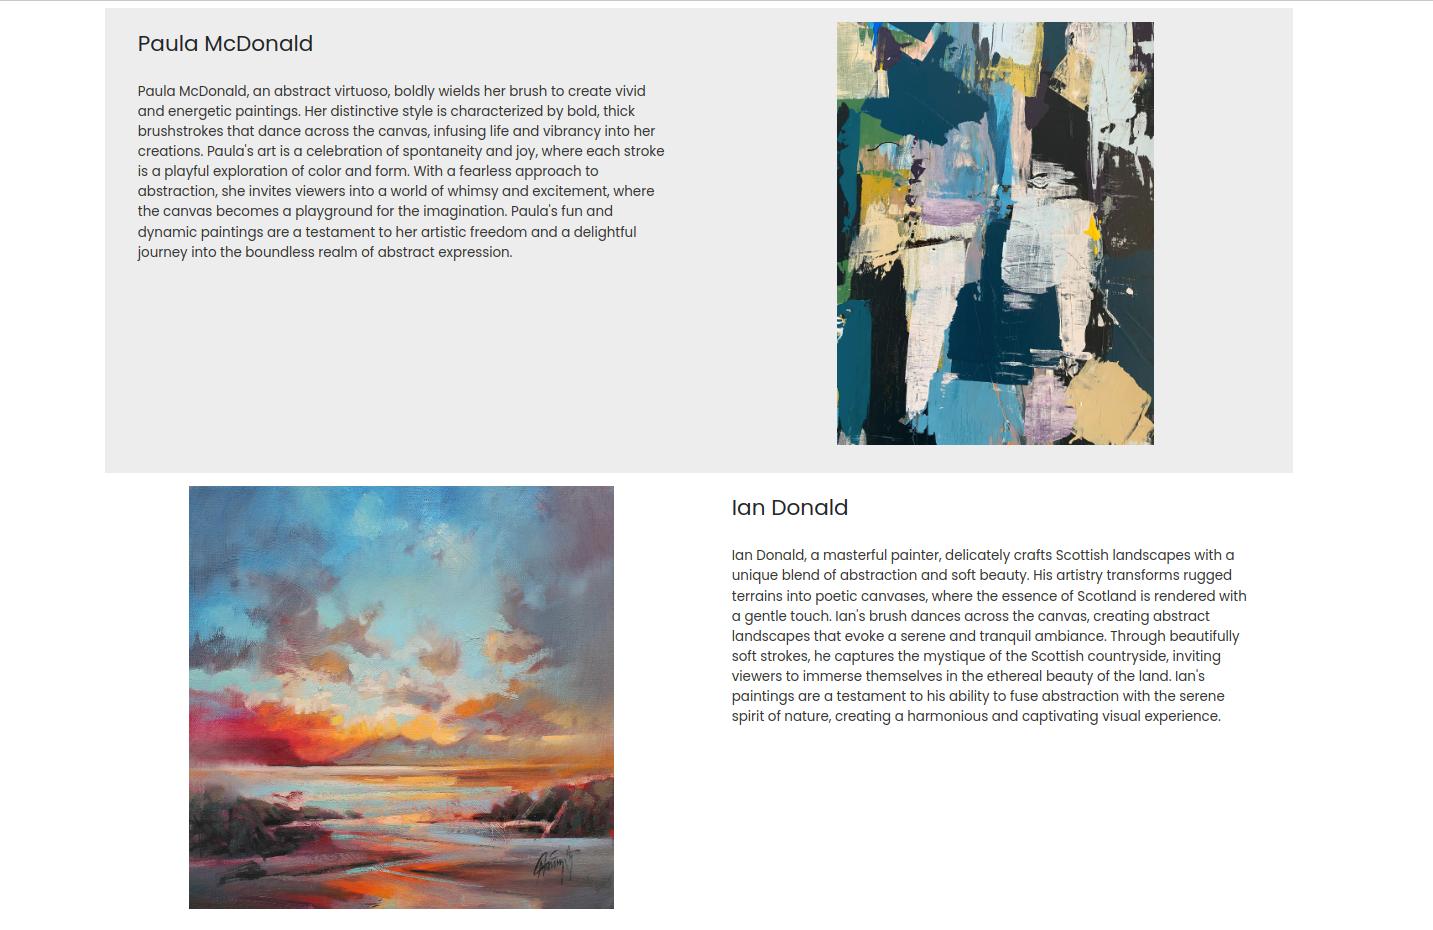 Paula McDonald
Paula McDonald, an abstract virtuoso, boldly wields her brush to create vivid
and energetic paintings. Her distinctive style is characterized by bold, thick
brushstrokes that dance across the canvas, infusing life and vibrancy into her
creations. Paula's art is a celebration of spontaneity and joy, where each stroke
is a playful exploration of color and form. With a fearless approach to
abstraction, she invites viewers into a world of whimsy and excitement, where
the canvas becomes a playground for the imagination. Paula's fun and
dynamic paintings are a testament to her artistic freedom and a delightful
journey into the boundless realm of abstract expression.
Ian Donald
Ian Donald, a masterful painter, delicately crafts Scottish landscapes with a
unique blend of abstraction and soft beauty. His artistry transforms rugged
terrains into poetic canvases, where the essence of Scotland is rendered with
a gentle touch. Ian's brush dances across the canvas, creating abstract
landscapes that evoke a serene and tranquil ambiance. Through beautifully
soft strokes, he captures the mystique of the Scottish countryside, inviting
viewers to immerse themselves in the ethereal beauty of the land. Ian's
paintings are a testament to his ability to fuse abstraction with the serene
spirit of nature, creating a harmonious and captivating visual experience.